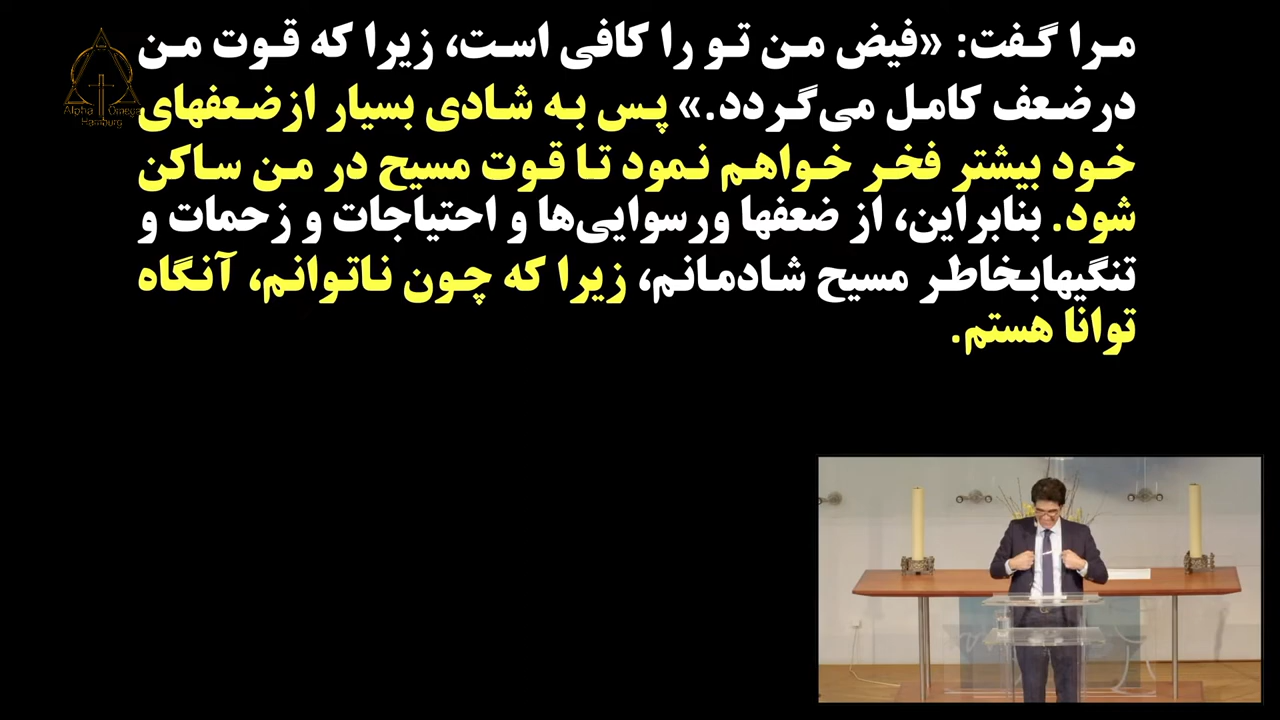 Alpha Omega
Hamburg
مرا گفت: «فیض من تو را کافی است، زیرا که قوت من
درضعف کامل می‌گردد.» پس به شادی بسیار ازضعفهای
خود بیشتر فخر خواهم نمود تا قوت مسیح در من ساکن
شود. بنابراین، از ضعفها ورسوایی‌ها و احتیاجات و زحمات و
تنگیهابخاطر مسیح شادمانم، زیرا که چون ناتوانم، آنگاه
توانا هستم.